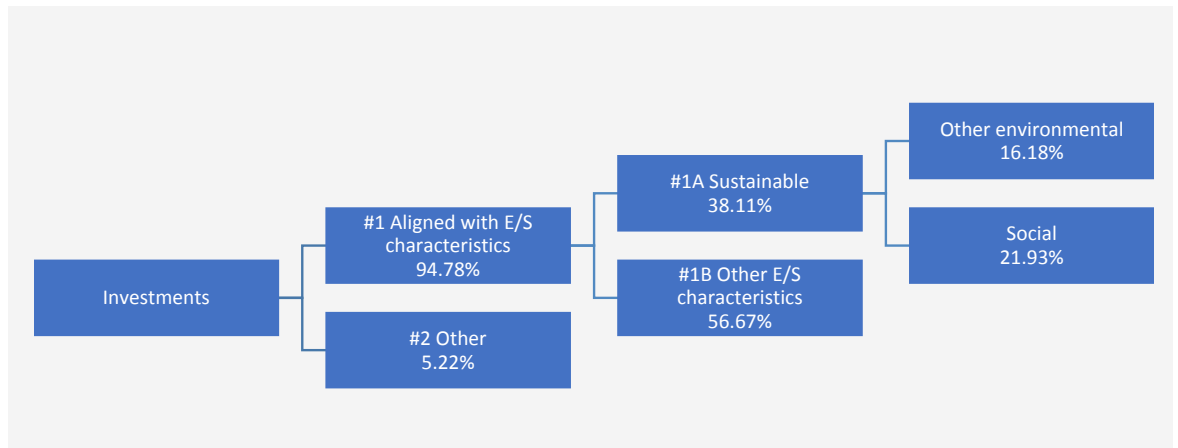 Investments
#1 Aligned with E/S
characteristics
94.78%
#2 Other
5.22%
#1A Sustainable
38.11%
#1B Other E/S
characteristics
56.67%
Other environmental
16.18%
Social
21.93%